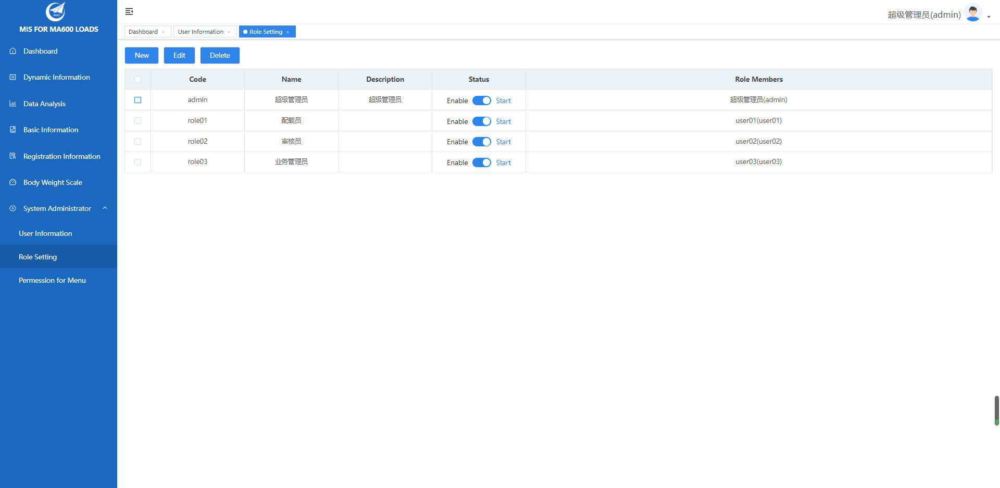 AVIC
MIS FOR MA600 LOADS
Dashboard
Dynamic Information
Data Analysis
Basic Information
Registration Information
Body Weight Scale
System Administrator
User Information
Role Setting
Permession for Menu
超级管理员(admin)
Dashboard × User Information × Role Setting ×
New Edit Delete
Code Name Description Status Role Members
admin 超级管理员 超级管理员 Enable Start 超级管理员(admin)
role01 配载员 Enable Start user01(user01)
role02 审核员 Enable Start user02(user02)
role03 业务管理员 Enable Start user03(user03)